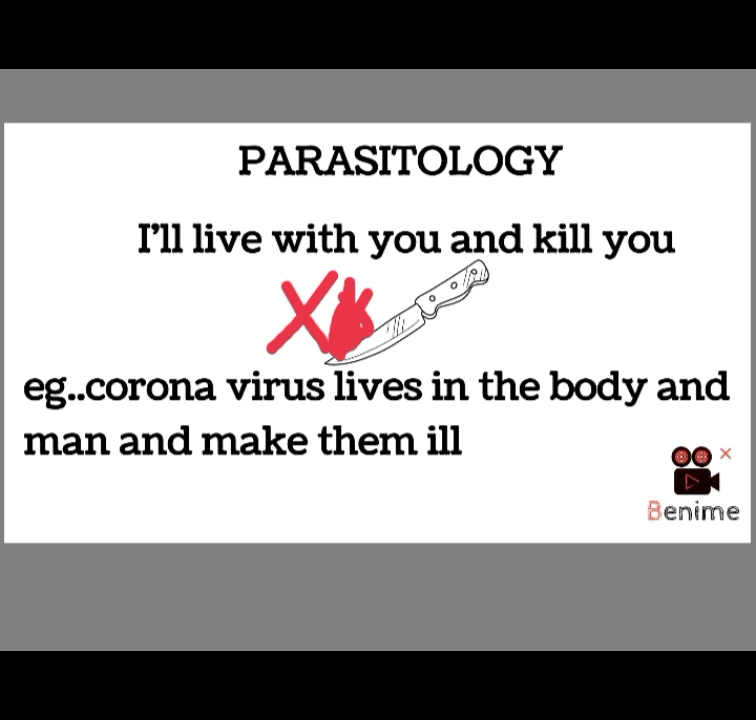 PARASITOLOGY
I'll live with you and kill you
eg..corona virus lives in the body and
man and make them ill
Benime